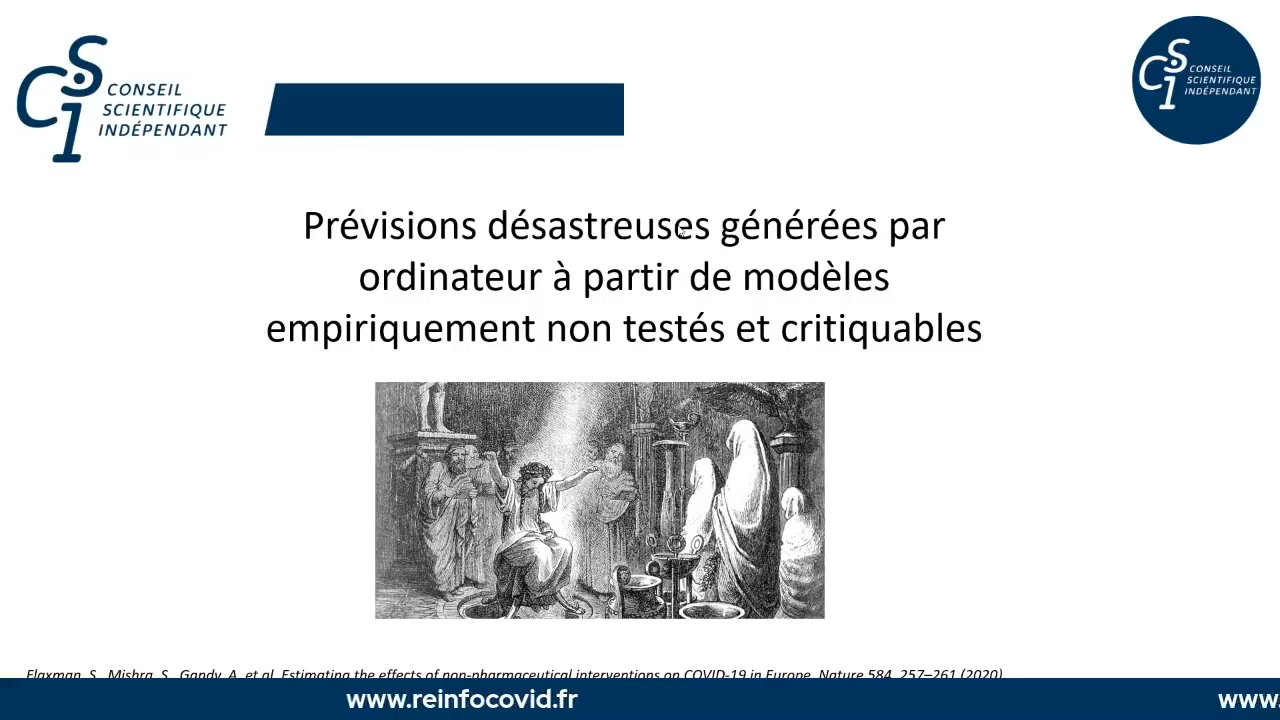 CONSEIL
SCIENTIFIQUE
INDÉPENDANT
CSI
CONSEIL
SCIENTIFIQUE
INDÉPENDANT
CSI
Prévisions désastreuses générées par
ordinateur à partir de modèles
empiriquement non testés et critiquables
Flaxman, S., Mishra, S., Gandy, A. et al. Estimating the effects of non-pharmaceutical interventions on COVID-19 in Europe. Nature 584, 257–261 (2020)
www.reinfocovid.fr
www.